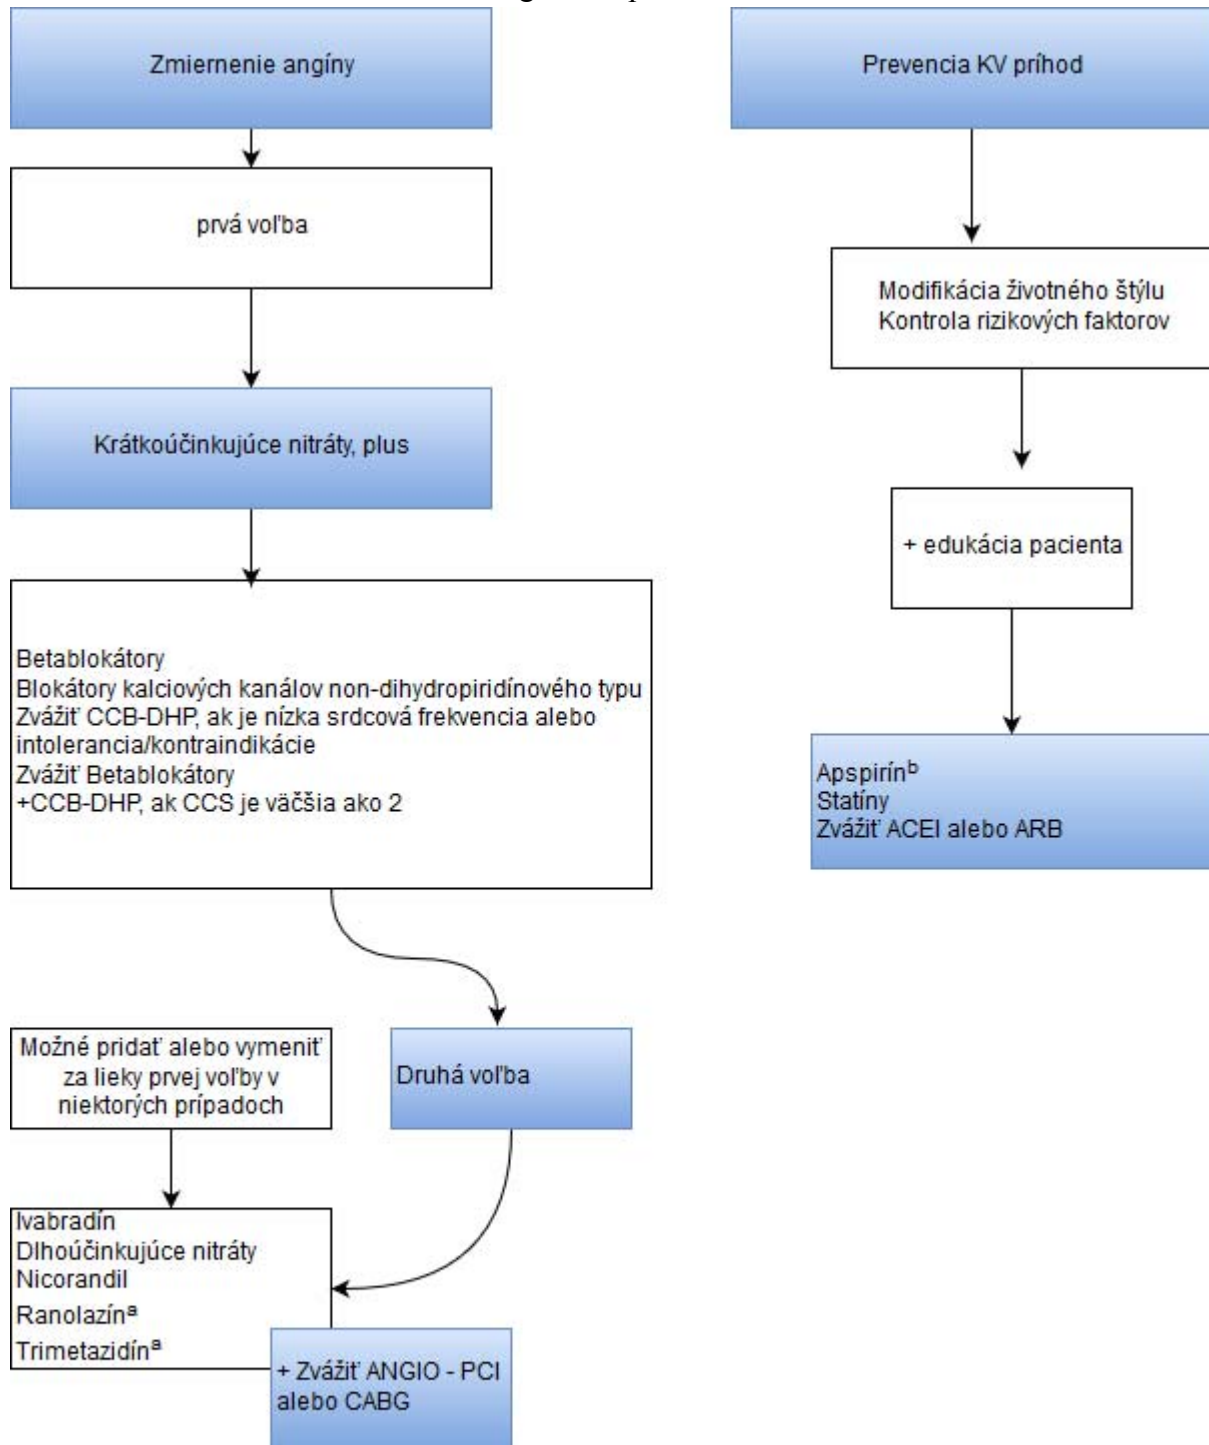 Zmiernenie angíny
prvá voľba
Krátkoúčinkujúce nitráty, plus
Betablokátory
Blokátory kalciových kanálov non-dihydropiridínového typu
Zvážiť CCB-DHP, ak je nízka srdcová frekvencia alebo
intolerancia/kontraindikácie
Zvážiť Betablokátory
+CCB-DHP, ak CCS je väčšia ako 2
Možné pridať alebo vymeniť
za lieky prvej voľby v
niektorých prípadoch
Druhá voľba
Ivabradín
Dlhoúčinkujúce nitráty
Nicorandil
Ranolazínª
Trimetazidínª
+ Zvážiť ANGIO - PCI
alebo CABG
Prevencia KV príhod
Modifikácia životného štýlu
Kontrola rizikových faktorov
+ edukácia pacienta
Apspirínᵇ
Statíny
Zvážiť ACEI alebo ARB